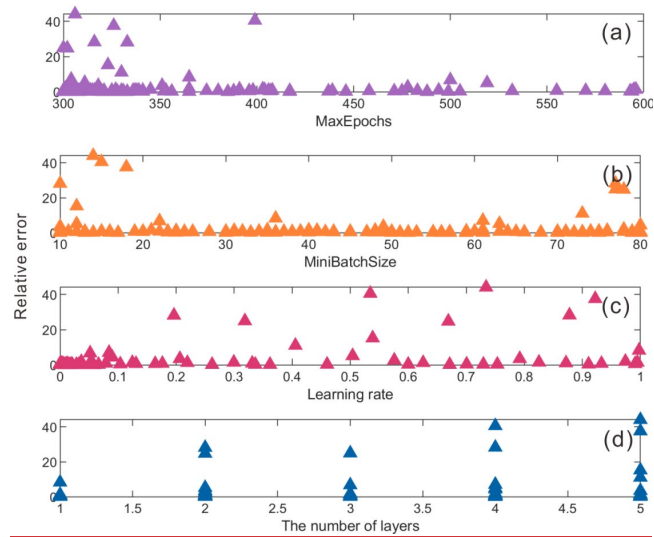 40
(a)
20
0
300 350 400 450 500 550 600
MaxEpochs
40
(b)
20
0
10 20 30 40 50 60 70 80
MiniBatchSize
Relative error
40
(c)
20
0
0 0.1 0.2 0.3 0.4 0.5 0.6 0.7 0.8 0.9 1
Learning rate
40
(d)
20
0
1 1.5 2 2.5 3 3.5 4 4.5 5
The number of layers